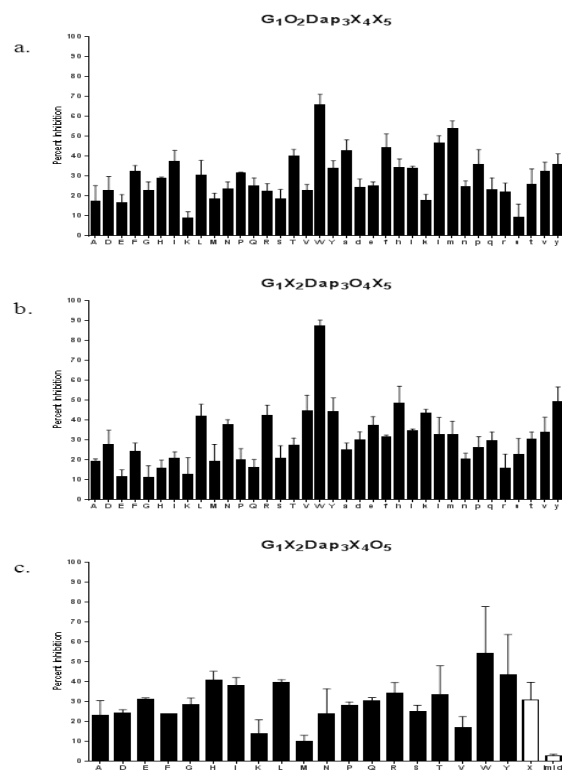 G₁O₂Dap₃X₄X₅
a.
Percent Inhibition
100
90
80
70
60
50
40
30
20
10
0
A D E F G H I K L M N P Q R S T V W Y a d e f h i k l m n p q r s t v y
G₁X₂Dap₃O₄X₅
b.
Percent Inhibition
100
90
80
70
60
50
40
30
20
10
0
A D E F G H I K L M N P Q R S T V W Y a d e f h i k l m n p q r s t v y
G₁X₂Dap₃X₄O₅
c.
Percent Inhibition
100
90
80
70
60
50
40
30
20
10
0
A D E F G H I K L M N P Q R S T V W Y X